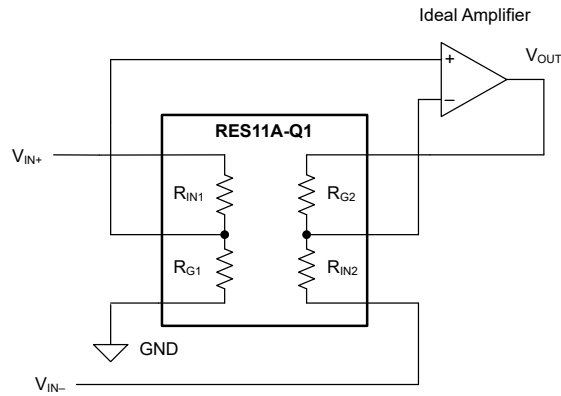 Ideal Amplifier
+
V_OUT
–
RES11A-Q1
V_IN+
R_IN1
R_G2
R_G1
R_IN2
GND
V_IN–